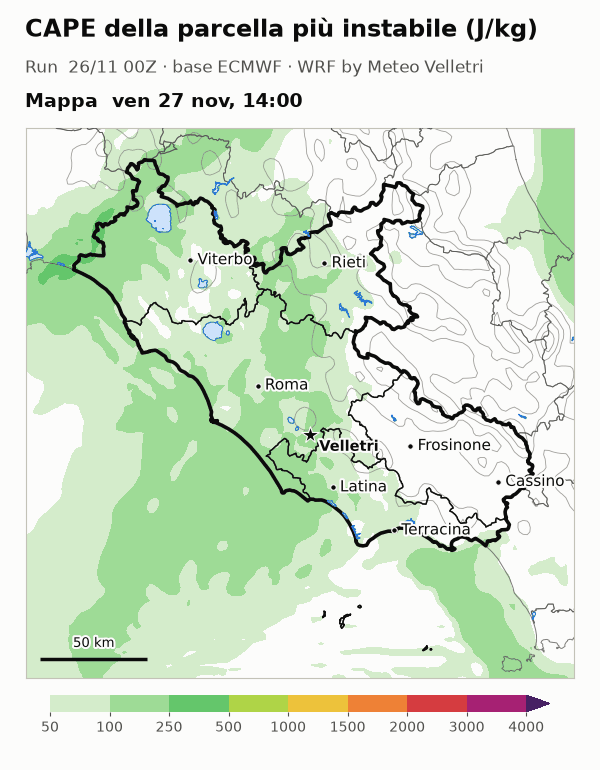 CAPE della parcella più instabile (J/kg)
Run  26/11 00Z · base ECMWF · WRF by Meteo Velletri
Mappa  ven 27 nov, 14:00
Viterbo
Rieti
Roma
Velletri
Frosinone
Latina
Cassino
Terracina
50 km
50 100 250 500 1000 1500 2000 3000 4000